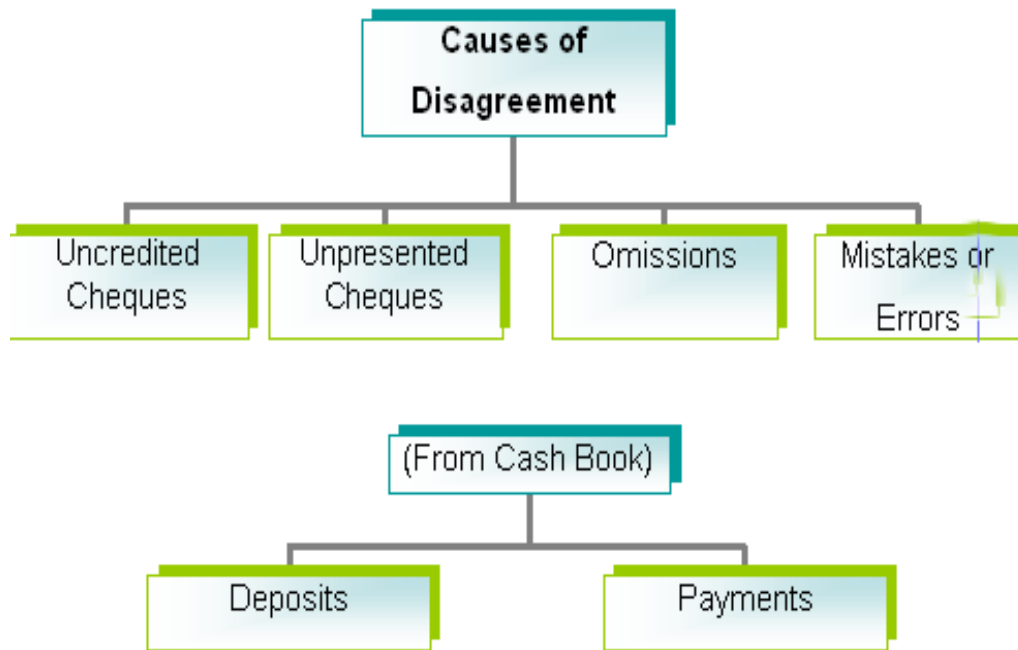 Causes of
Disagreement
Uncredited
Cheques
Unpresented
Cheques
Omissions
Mistakes or
Errors
(From Cash Book)
Deposits
Payments